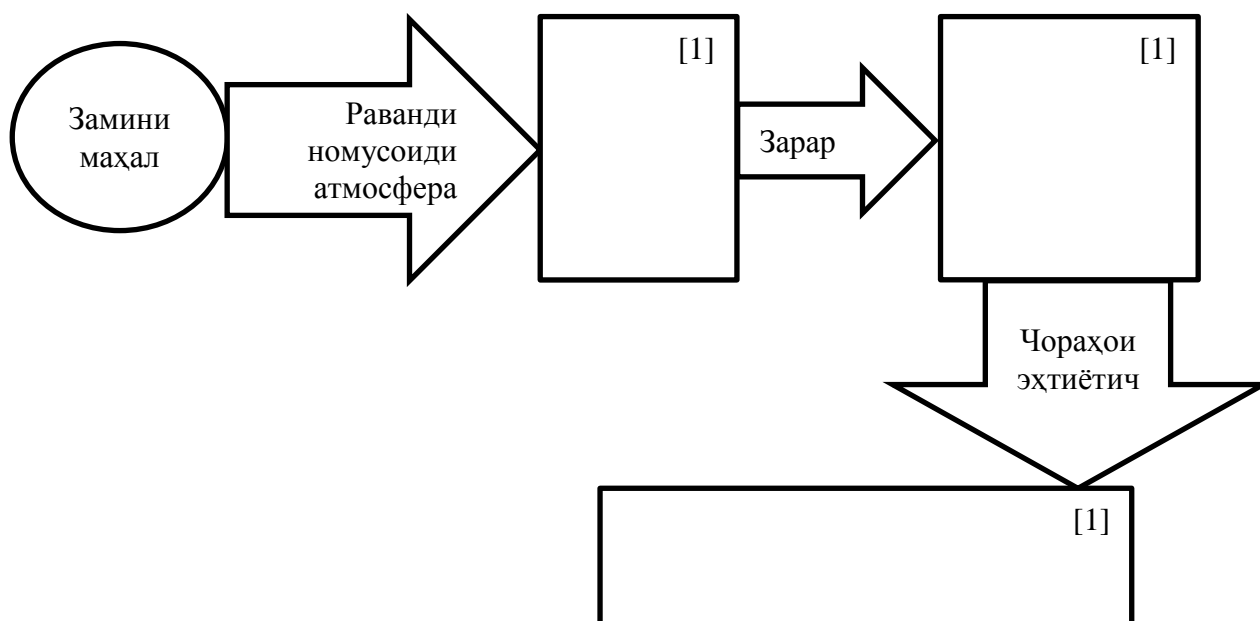 Замини
маҳал
Раванди
номусоиди
атмосфера
[1]
Зарар
[1]
Чораҳои
эҳтиётич
[1]